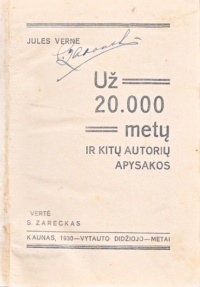 JULES VERNE
Už
20.000
metų
IR KITŲ AUTORIŲ
APYSAKOS
VERTĖ
S. ZARECKAS
KAUNAS, 1930—VYTAUTO DIDŽIOJO—METAI